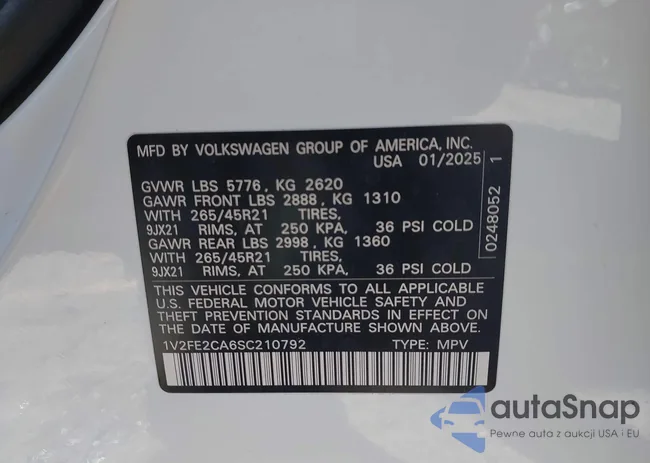 MFD BY VOLKSWAGEN GROUP OF AMERICA, INC.
USA 01/2025
GVWR LBS 5776 , KG 2620
GAWR FRONT LBS 2888 , KG 1310
WITH 265/45R21 TIRES,
9JX21 RIMS, AT 250 KPA, 36 PSI COLD
GAWR REAR LBS 2998 , KG 1360
WITH 265/45R21 TIRES,
9JX21 RIMS, AT 250 KPA, 36 PSI COLD
THIS VEHICLE CONFORMS TO ALL APPLICABLE
U.S. FEDERAL MOTOR VEHICLE SAFETY AND
THEFT PREVENTION STANDARDS IN EFFECT ON
THE DATE OF MANUFACTURE SHOWN ABOVE.
1V2FE2CA6SC210792 TYPE: MPV
0248052 1
autaSnap
Pewne auta z aukcji USA i EU